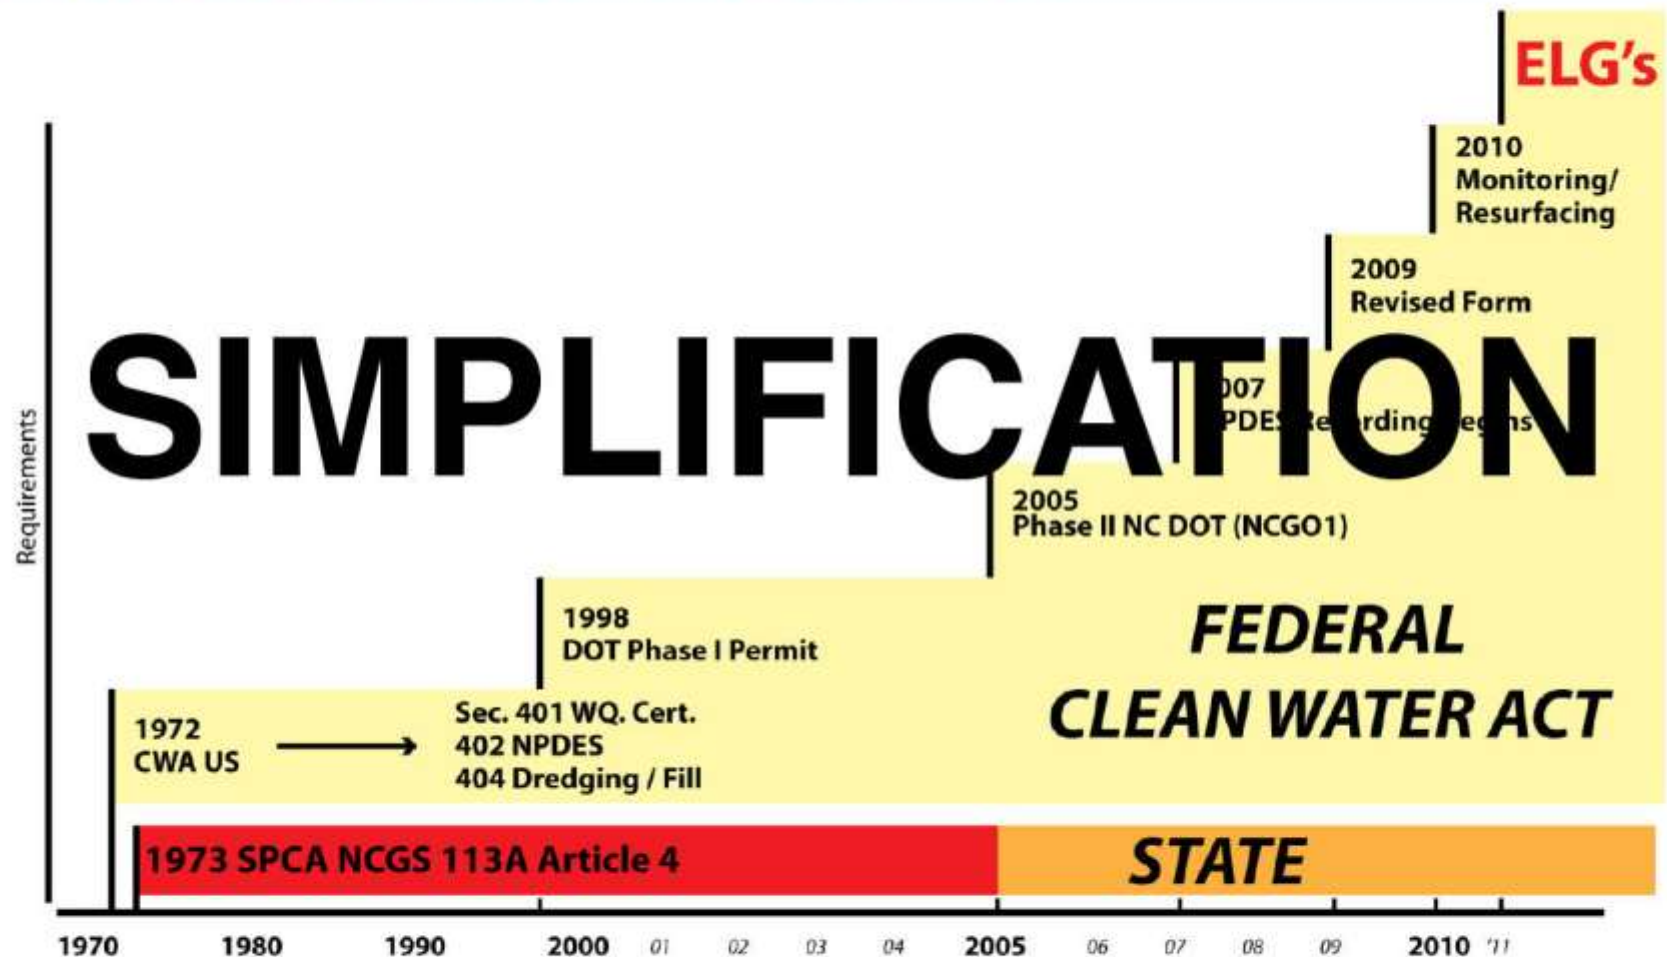 ELG's
2010
Monitoring/
Resurfacing
2009
Revised Form
SIMPLIFICATION
2005
Phase II NC DOT (NCGO1)
1998
DOT Phase I Permit
FEDERAL
CLEAN WATER ACT
1972
CWA US
Sec. 401 WQ. Cert.
402 NPDES
404 Dredging / Fill
1973 SPCA NCGS 113A Article 4
STATE
Requirements
1970 1980 1990 2000 01 02 03 04 2005 06 07 08 09 2010 '11